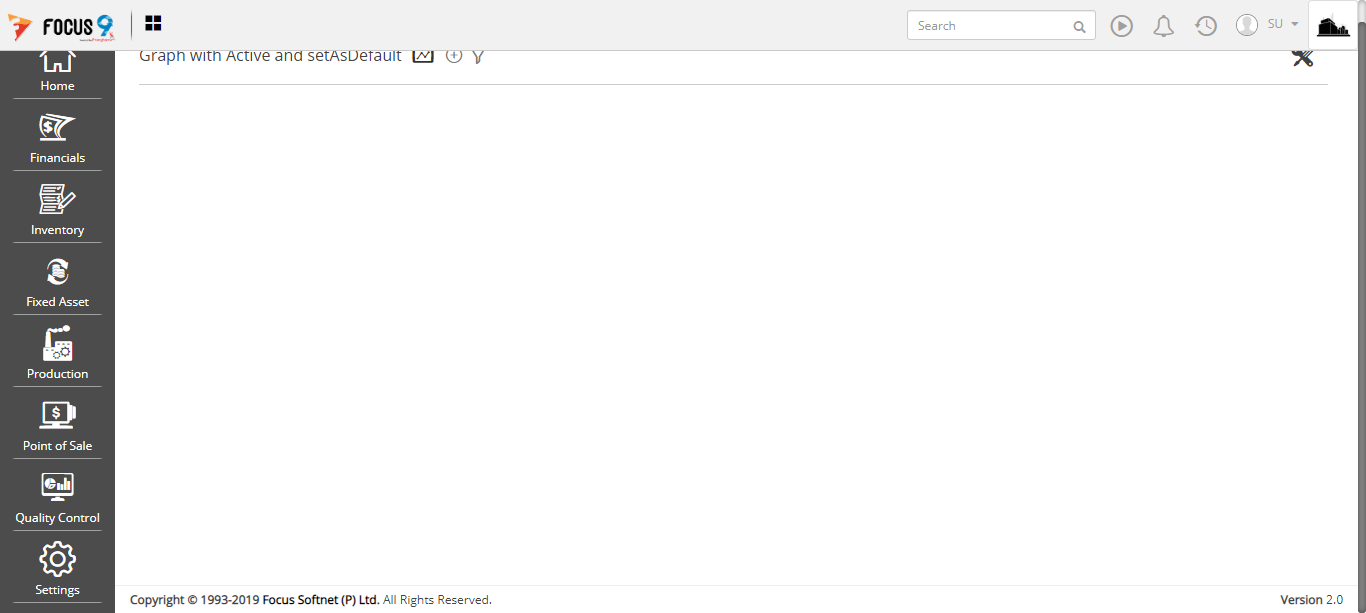 FOCUS 9
Search
SU
Graph with Active and setAsDefault
Home
Financials
Inventory
Fixed Asset
Production
Point of Sale
Quality Control
Settings
Copyright © 1993-2019 Focus Softnet (P) Ltd. All Rights Reserved.
Version 2.0